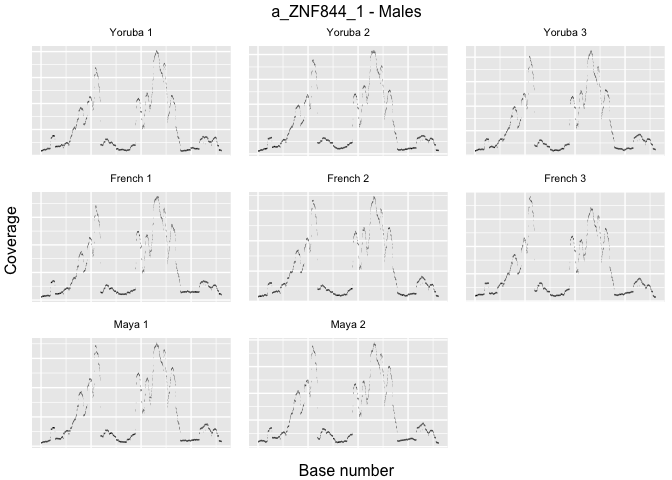 a_ZNF844_1 - Males
Yoruba 1
Yoruba 2
Yoruba 3
French 1
French 2
French 3
Coverage
Maya 1
Maya 2
Base number